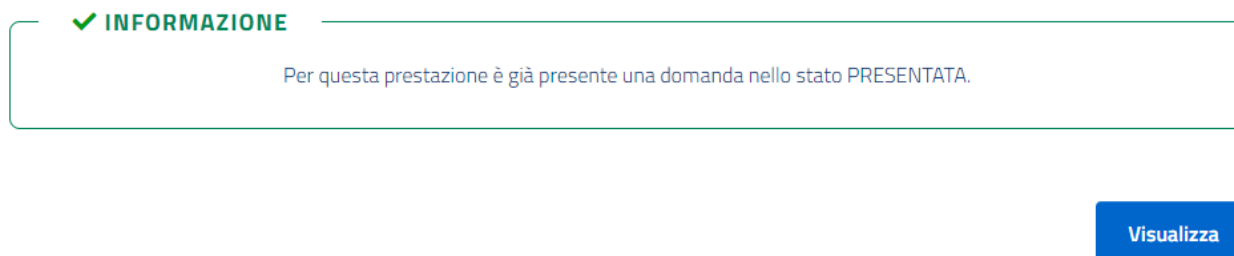 INFORMAZIONE
Per questa prestazione è già presente una domanda nello stato PRESENTATA.
Visualizza